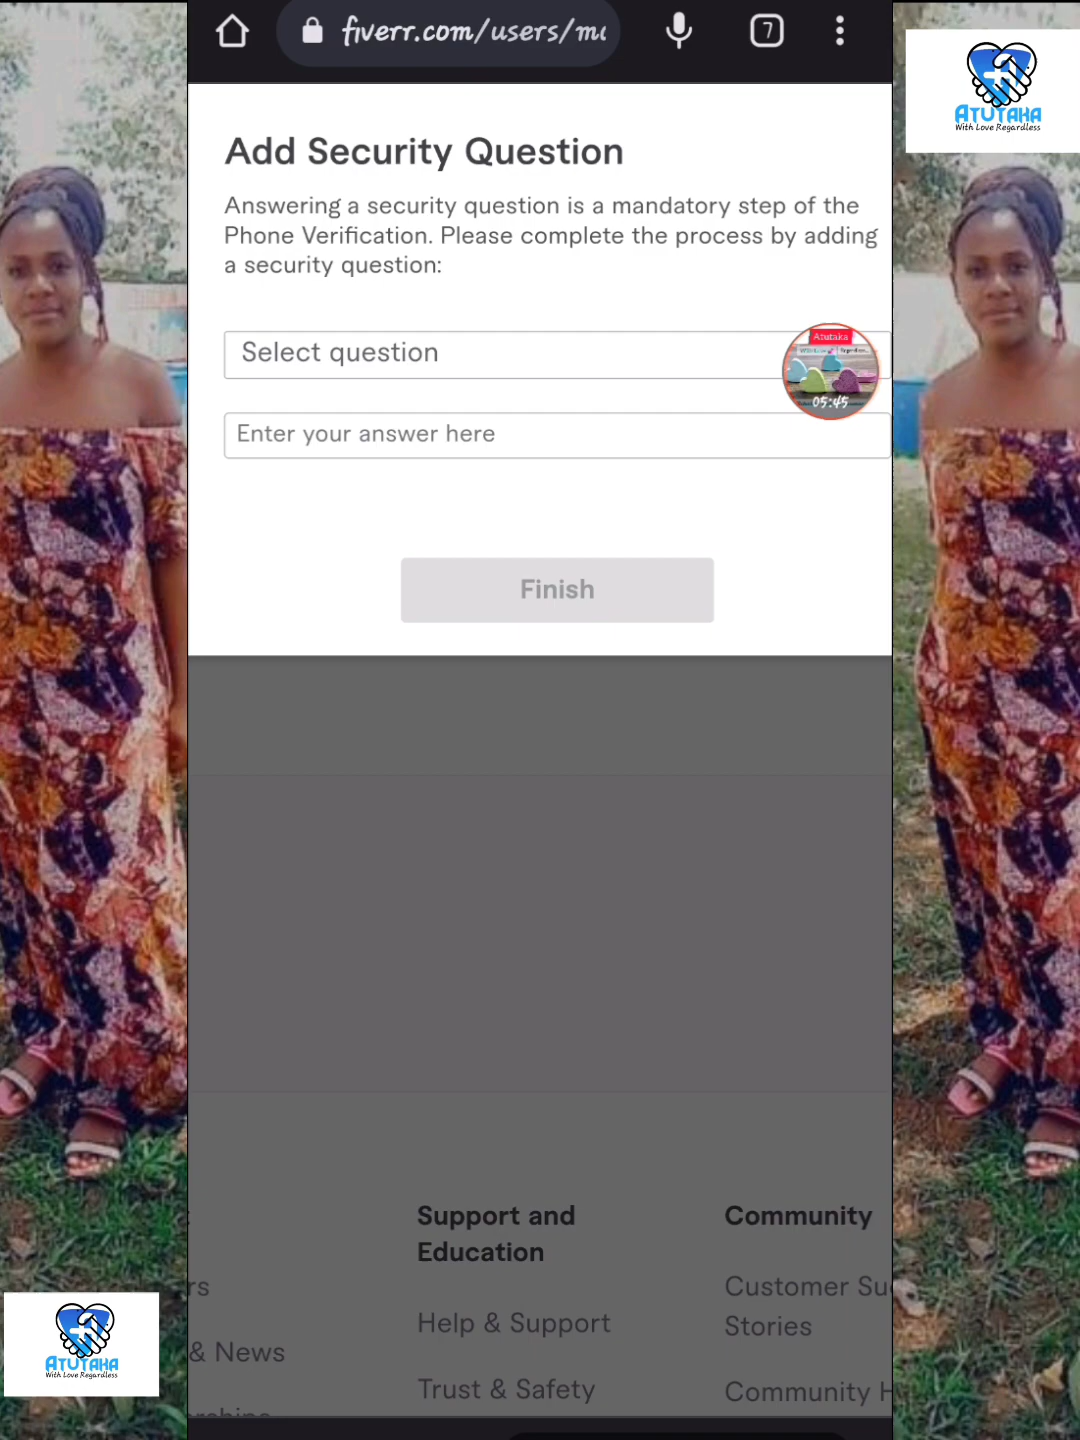 fiverr.com/users/m
7
ATUTAKA
With Love Regardless
Add Security Question
Answering a security question is a mandatory step of the
Phone Verification. Please complete the process by adding
a security question:
Select question
Atutaka
05:45
Enter your answer here
Finish
Support and
Education
Community
rs
Customer Su
Stories
Help & Support
& News
Trust & Safety
Community H
ATUTAKA
With Love Regardless